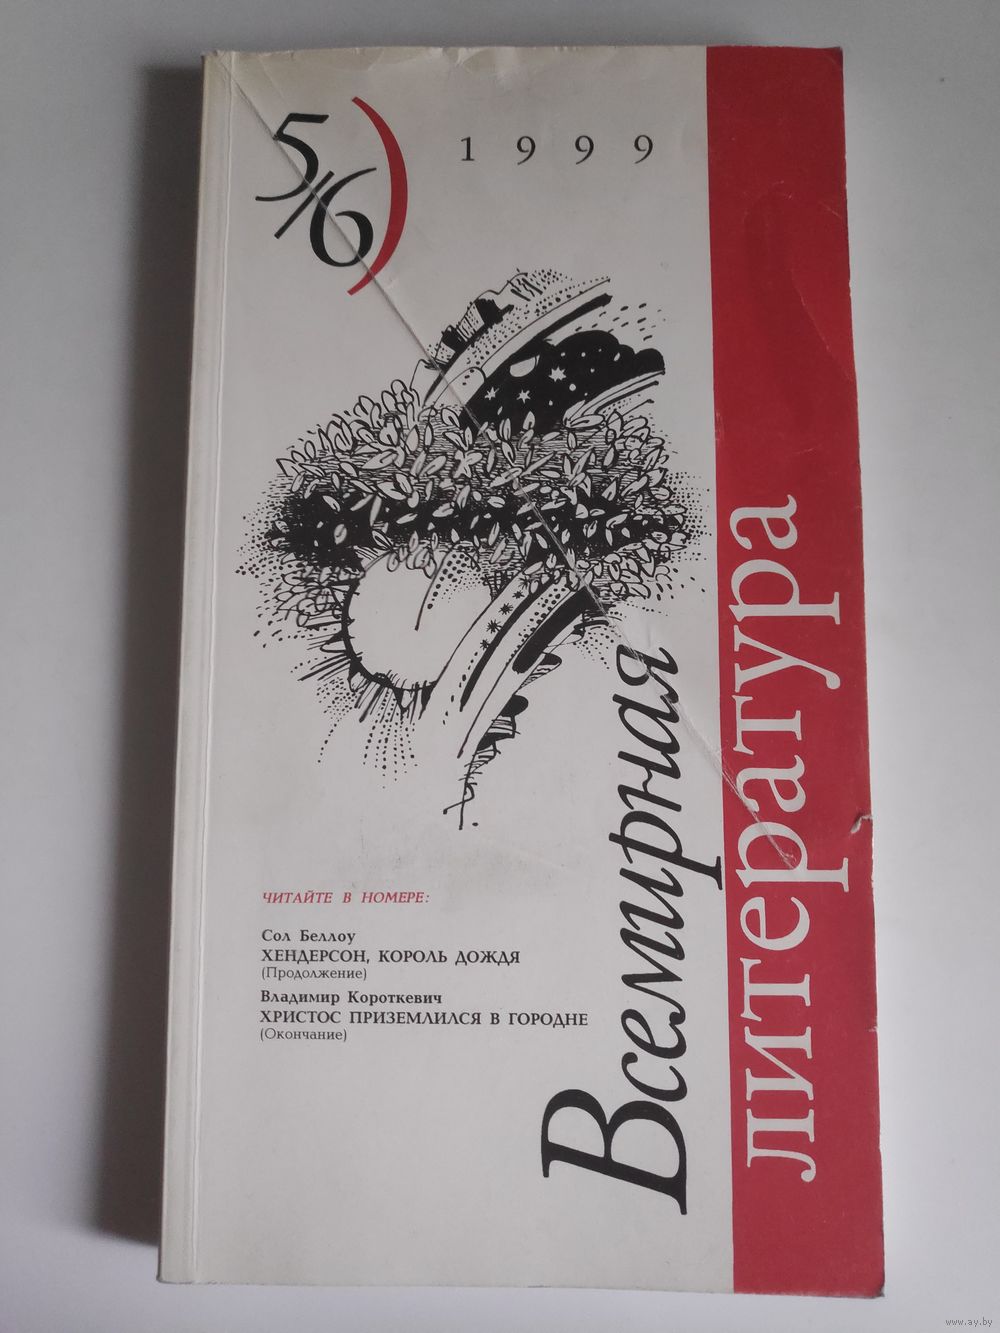 5/6)
1999
Всемирная
литература
ЧИТАЙТЕ В НОМЕРЕ:
Сол Беллоу
ХЕНДЕРСОН, КОРОЛЬ ДОЖДЯ
(Продолжение)
Владимир Короткевич
ХРИСТОС ПРИЗЕМЛИЛСЯ В ГОРОДНЕ
(Окончание)
www.ay.by